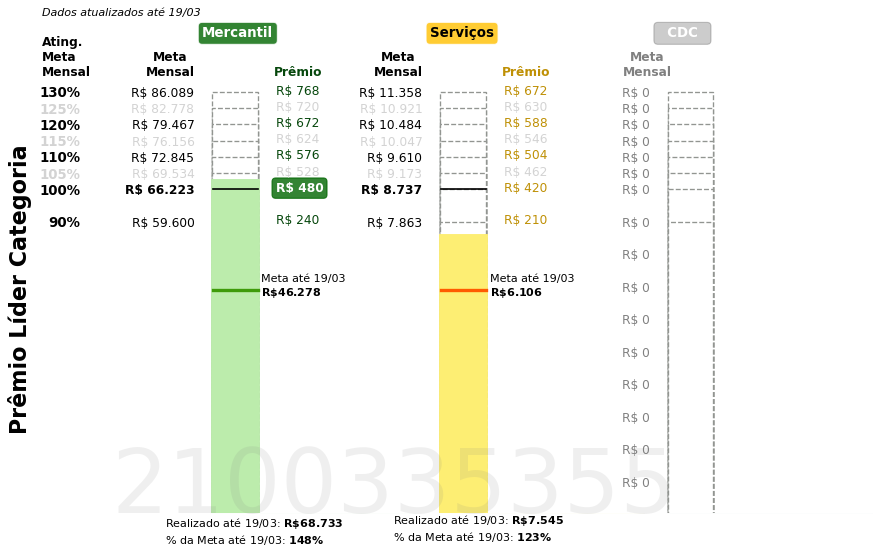 Dados atualizados até 19/03
Mercantil Serviços CDC
Ating. Meta Mensal Meta Mensal Prêmio Meta Mensal Prêmio Meta Mensal
130% R$ 86.089 R$ 768 R$ 11.358 R$ 672 R$ 0
125% R$ 82.778 R$ 720 R$ 10.921 R$ 630 R$ 0
120% R$ 79.467 R$ 672 R$ 10.484 R$ 588 R$ 0
115% R$ 76.156 R$ 624 R$ 10.047 R$ 546 R$ 0
110% R$ 72.845 R$ 576 R$ 9.610 R$ 504 R$ 0
105% R$ 69.534 R$ 528 R$ 9.173 R$ 462 R$ 0
100% R$ 66.223 R$ 480 R$ 8.737 R$ 420 R$ 0
90% R$ 59.600 R$ 240 R$ 7.863 R$ 210 R$ 0
R$ 0
Meta até 19/03 Meta até 19/03
R$46.278 R$6.106 R$ 0
R$ 0
R$ 0
R$ 0
R$ 0
R$ 0
R$ 0
Prêmio Líder Categoria
2100335355
Realizado até 19/03: R$68.733 Realizado até 19/03: R$7.545
% da Meta até 19/03: 148% % da Meta até 19/03: 123%